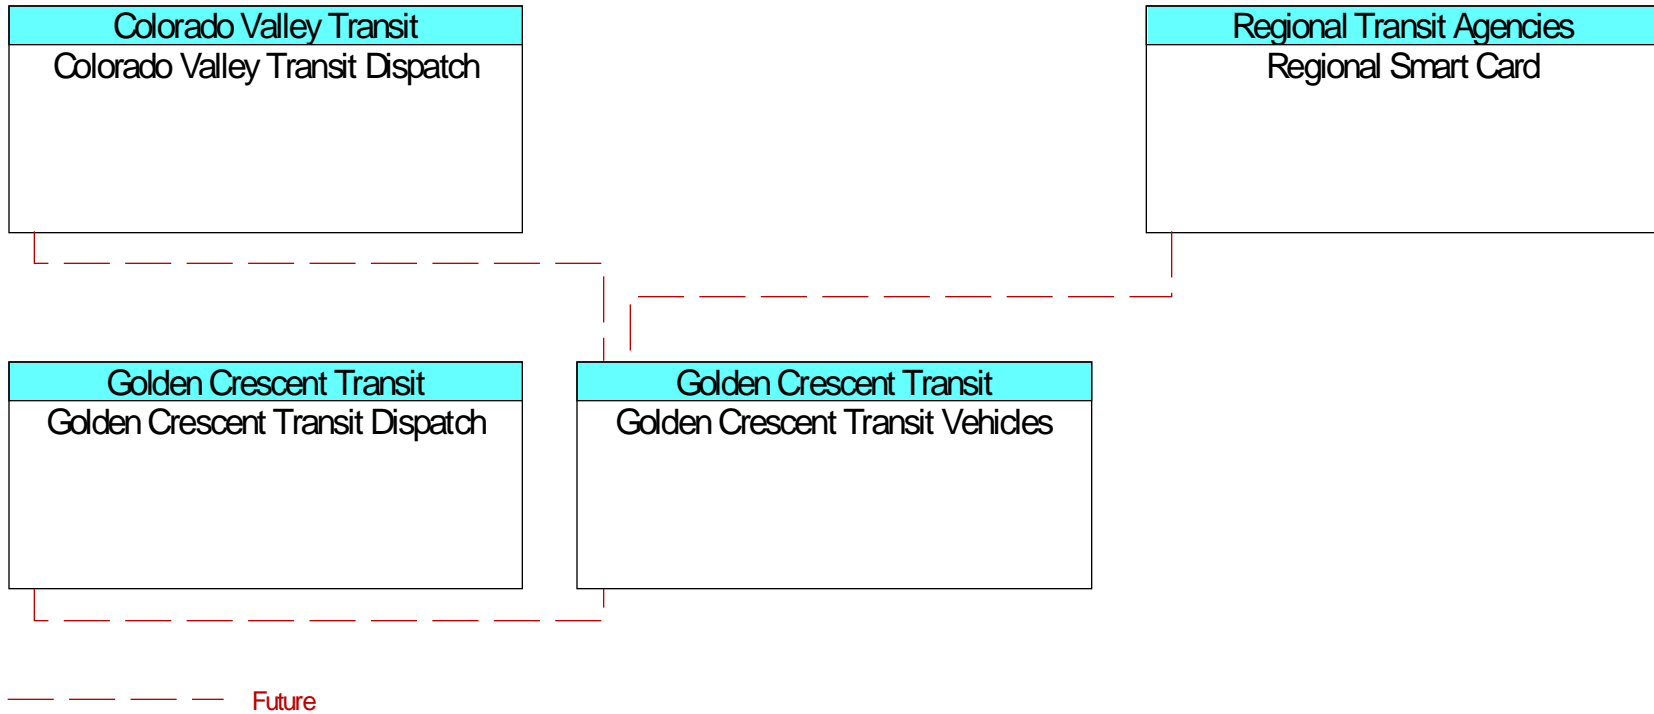 Colorado Valley Transit
Colorado Valley Transit Dispatch
Regional Transit Agencies
Regional Smart Card
Golden Crescent Transit
Golden Crescent Transit Dispatch
Golden Crescent Transit
Golden Crescent Transit Vehicles
Future